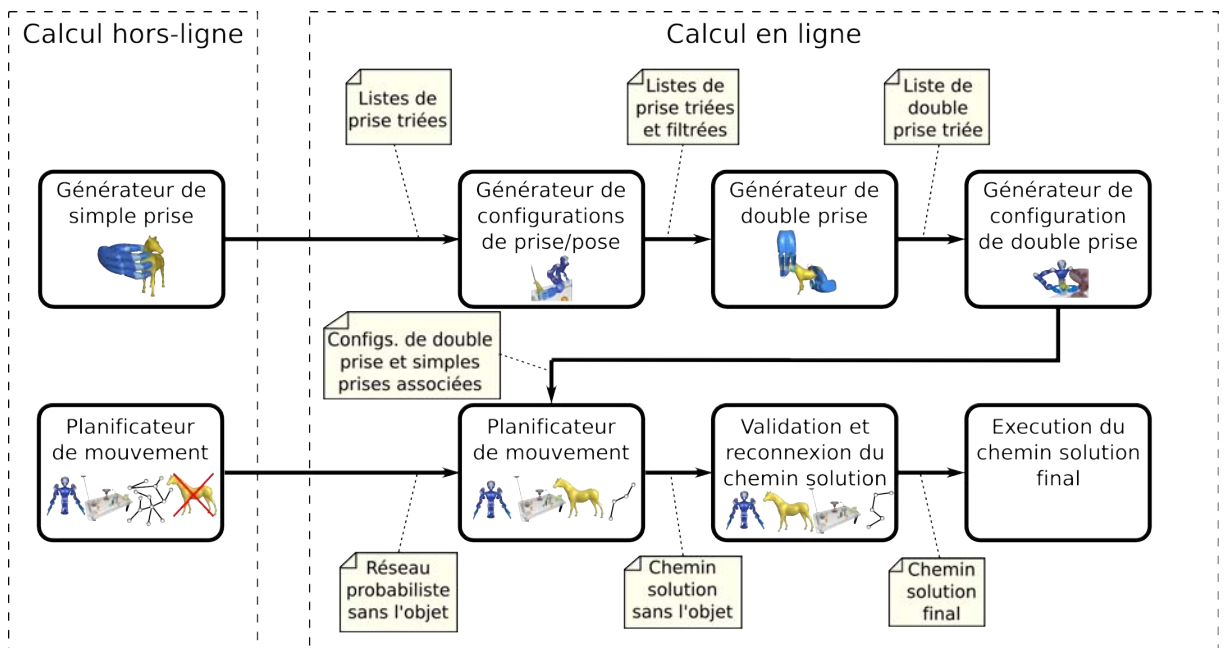 Calcul hors-ligne
Calcul en ligne
Listes de
prise triées
Listes de
prise triées
et filtrées
Liste de
double
prise triée
Générateur de
simple prise
Générateur de
configurations
de prise/pose
Générateur de
double prise
Générateur de
configuration
de double prise
Configs. de double
prise et simples
prises associées
Planificateur
de mouvement
Planificateur
de mouvement
Validation et
reconnexion du
chemin solution
Execution du
chemin solution
final
Réseau
probabiliste
sans l'objet
Chemin
solution
sans l'objet
Chemin
solution
final